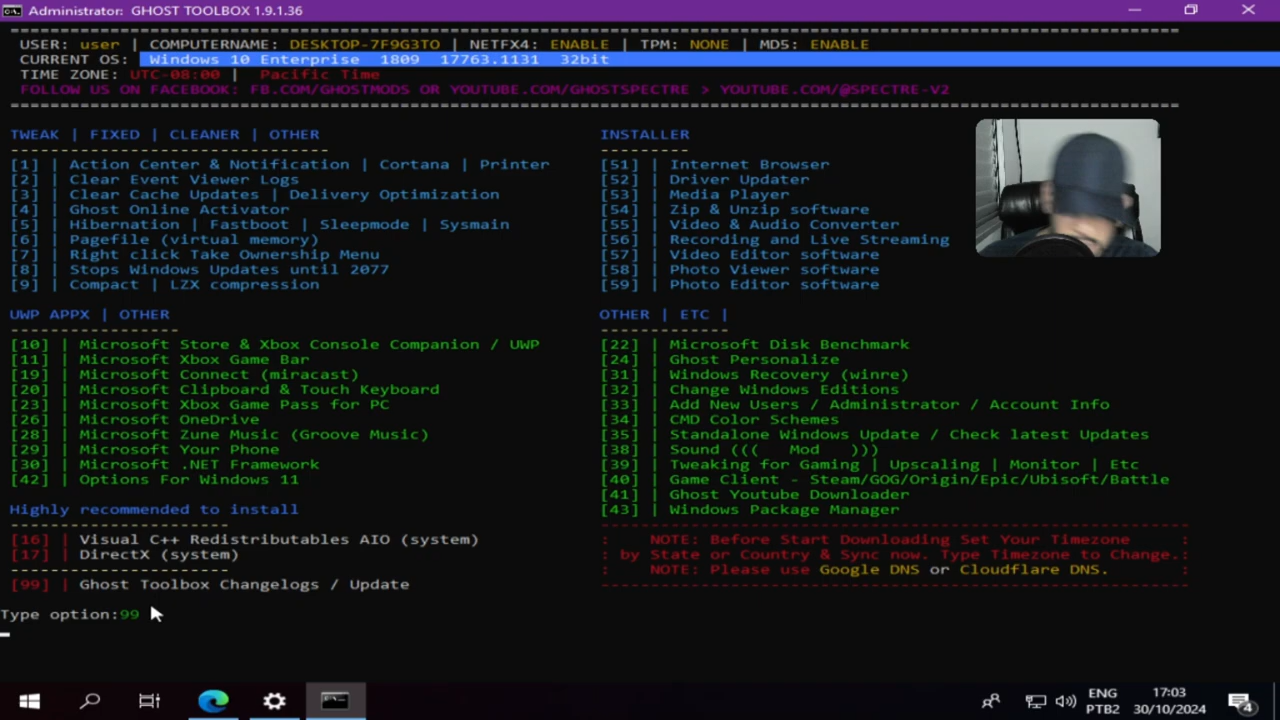 Administrator: GHOST TOOLBOX 1.9.1.36
USER: user | COMPUTERNAME: DESKTOP-7F9G3TO | NETFX4: ENABLE | TPM: NONE | MD5: ENABLE
CURRENT OS: Windows 10 Enterprise 1809 17763.1131 32bit
TIME ZONE: UTC-08:00 | Pacific Time
FOLLOW US ON FACEBOOK: FB.COM/GHOSTMODS OR YOUTUBE.COM/GHOSTSPECTRE > YOUTUBE.COM/@SPECTRE-V2
TWEAK | FIXED | CLEANER | OTHER
[1] | Action Center & Notification | Cortana | Printer
[2] | Clear Event Viewer Logs
[3] | Clear Cache Updates | Delivery Optimization
[4] | Ghost Online Activator
[5] | Hibernation | Fastboot | Sleepmode | Sysmain
[6] | Pagefile (virtual memory)
[7] | Right click Take Ownership Menu
[8] | Stops Windows Updates until 2077
[9] | Compact | LZX compression
INSTALLER
[51] | Internet Browser
[52] | Driver Updater
[53] | Media Player
[54] | Zip & Unzip software
[55] | Video & Audio Converter
[56] | Recording and Live Streaming
[57] | Video Editor software
[58] | Photo Viewer software
[59] | Photo Editor software
UWP APPX | OTHER
[10] | Microsoft Store & Xbox Console Companion / UWP
[11] | Microsoft Xbox Game Bar
[19] | Microsoft Connect (miracast)
[20] | Microsoft Clipboard & Touch Keyboard
[23] | Microsoft Xbox Game Pass for PC
[26] | Microsoft OneDrive
[28] | Microsoft Zune Music (Groove Music)
[29] | Microsoft Your Phone
[30] | Microsoft .NET Framework
[42] | Options For Windows 11
OTHER | ETC |
[22] | Microsoft Disk Benchmark
[24] | Ghost Personalize
[31] | Windows Recovery (winre)
[32] | Change Windows Editions
[33] | Add New Users / Administrator / Account Info
[34] | CMD Color Schemes
[35] | Standalone Windows Update / Check latest Updates
[38] | Sound (((  Mod  )))
[39] | Tweaking for Gaming | Upscaling | Monitor | Etc
[40] | Game Client - Steam/GOG/Origin/Epic/Ubisoft/Battle
[41] | Ghost Youtube Downloader
[43] | Windows Package Manager
Highly recommended to install
[16] | Visual C++ Redistributables AIO (system)
[17] | DirectX (system)
[99] | Ghost Toolbox Changelogs / Update
: NOTE: Before Start Downloading Set Your Timezone :
: by State or Country & Sync now. Type Timezone to Change.:
: NOTE: Please use Google DNS or Cloudflare DNS. :
Type option:99
ENG
PTB2
17:03
30/10/2024
4